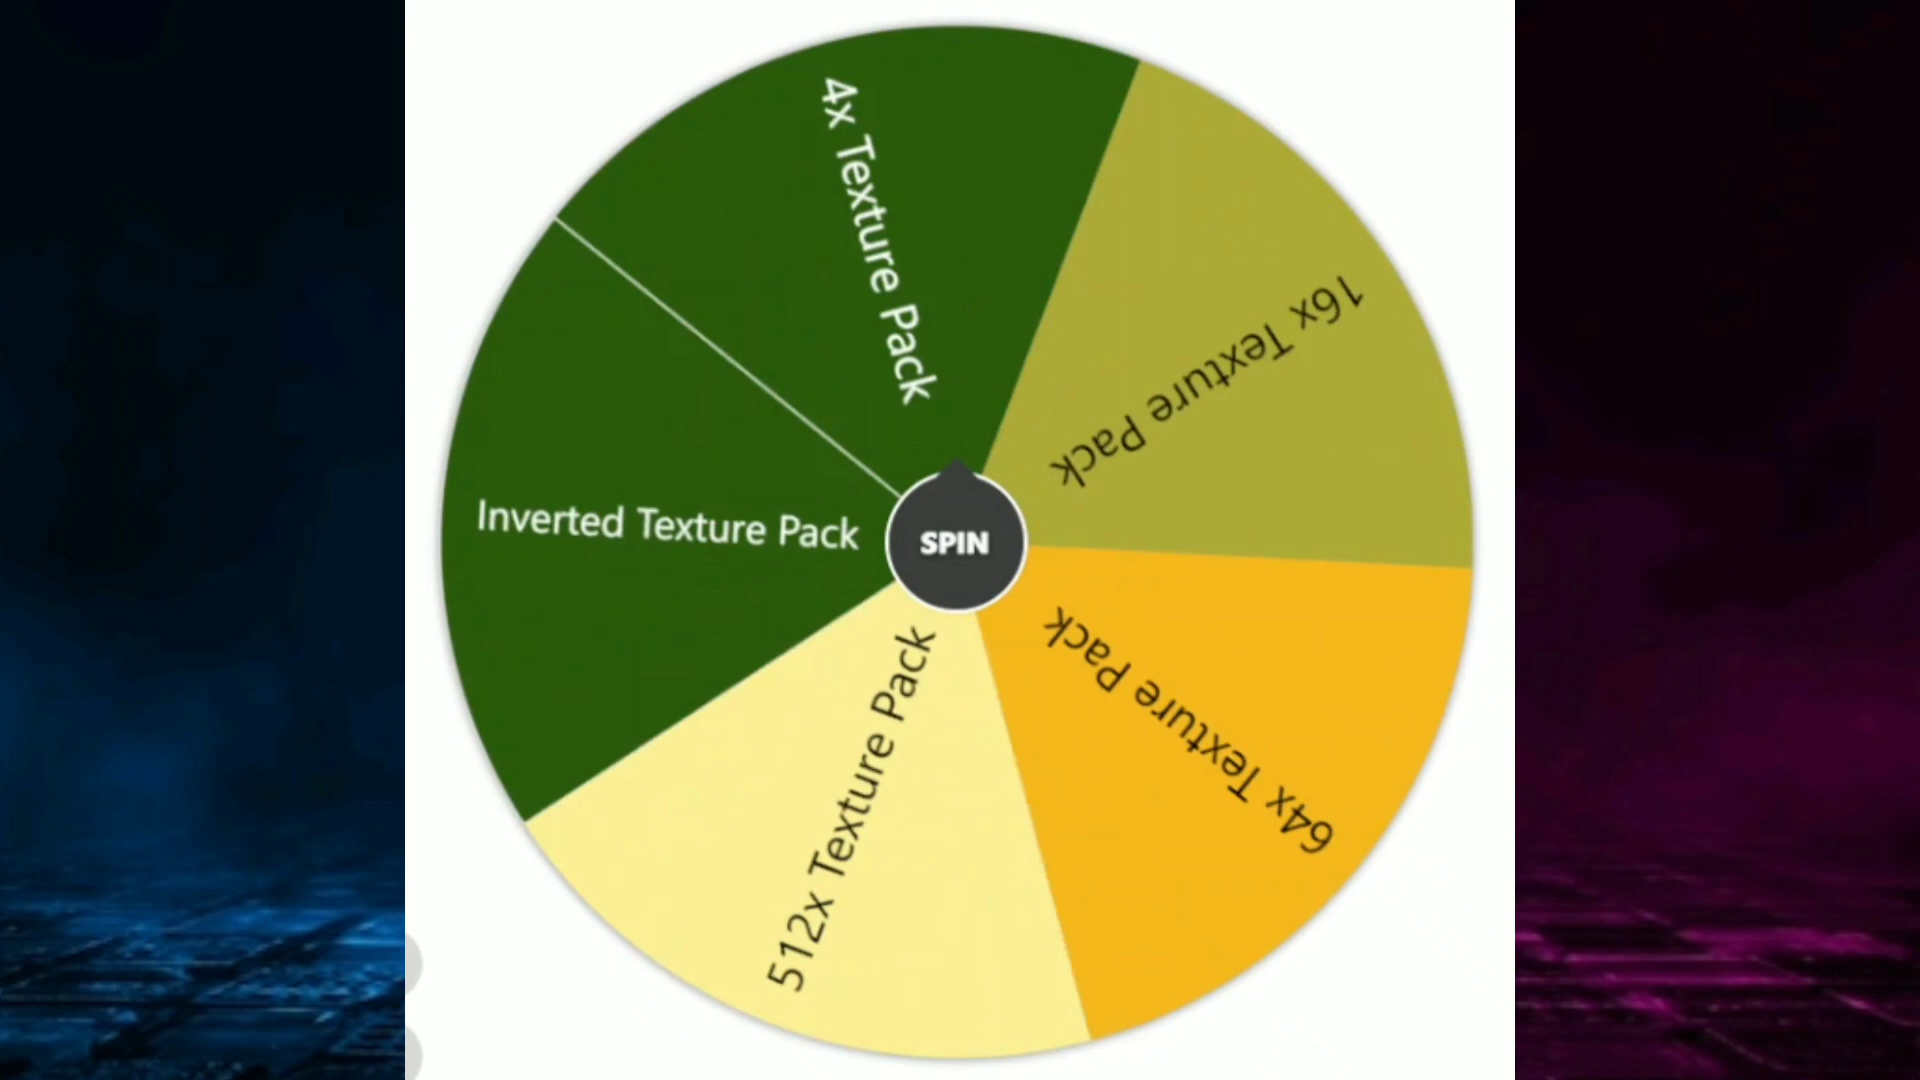 4x Texture Pack
16x Texture Pack
Inverted Texture Pack
SPIN
64x Texture Pack
512x Texture Pack